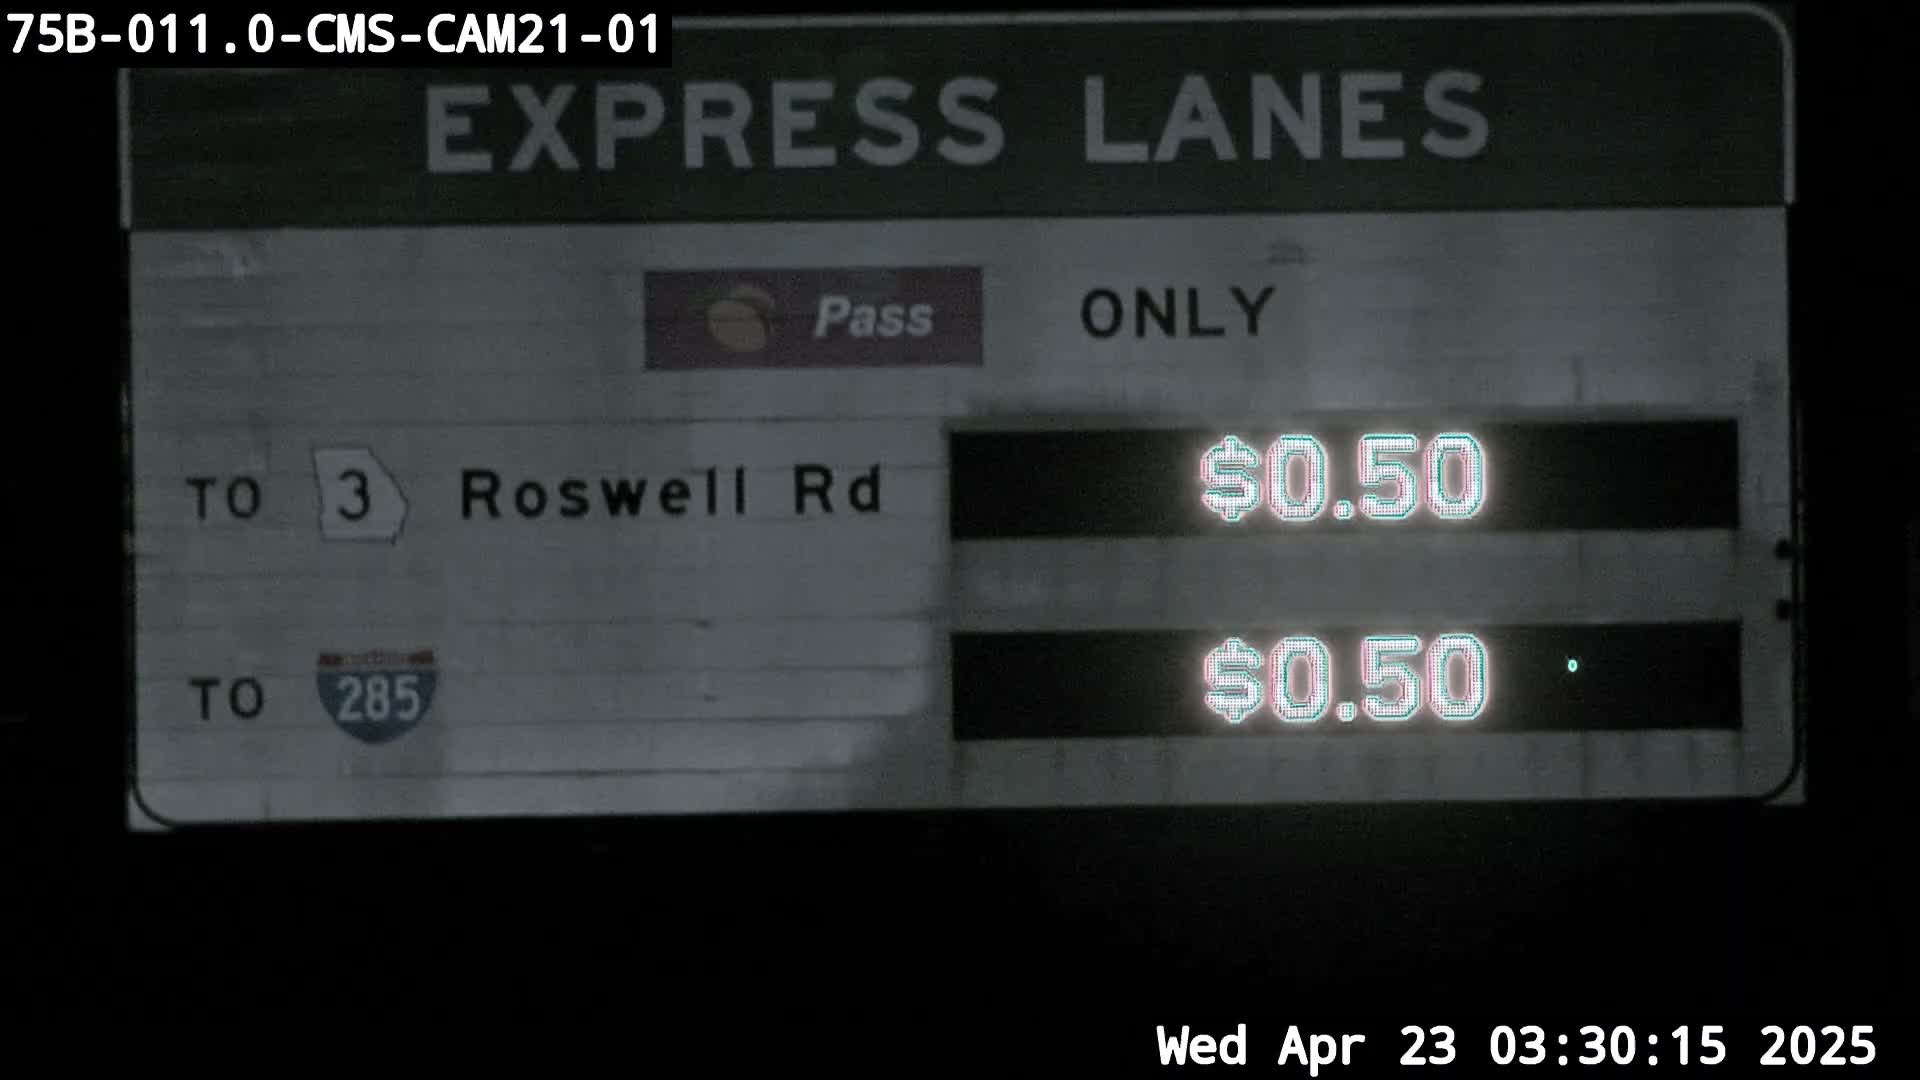 75B-011.0-CMS-CAM21-01
EXPRESS LANES
Pass ONLY
TO 3 Roswell Rd $0.50
TO 285 $0.50
Wed Apr 23 03:30:15 2025